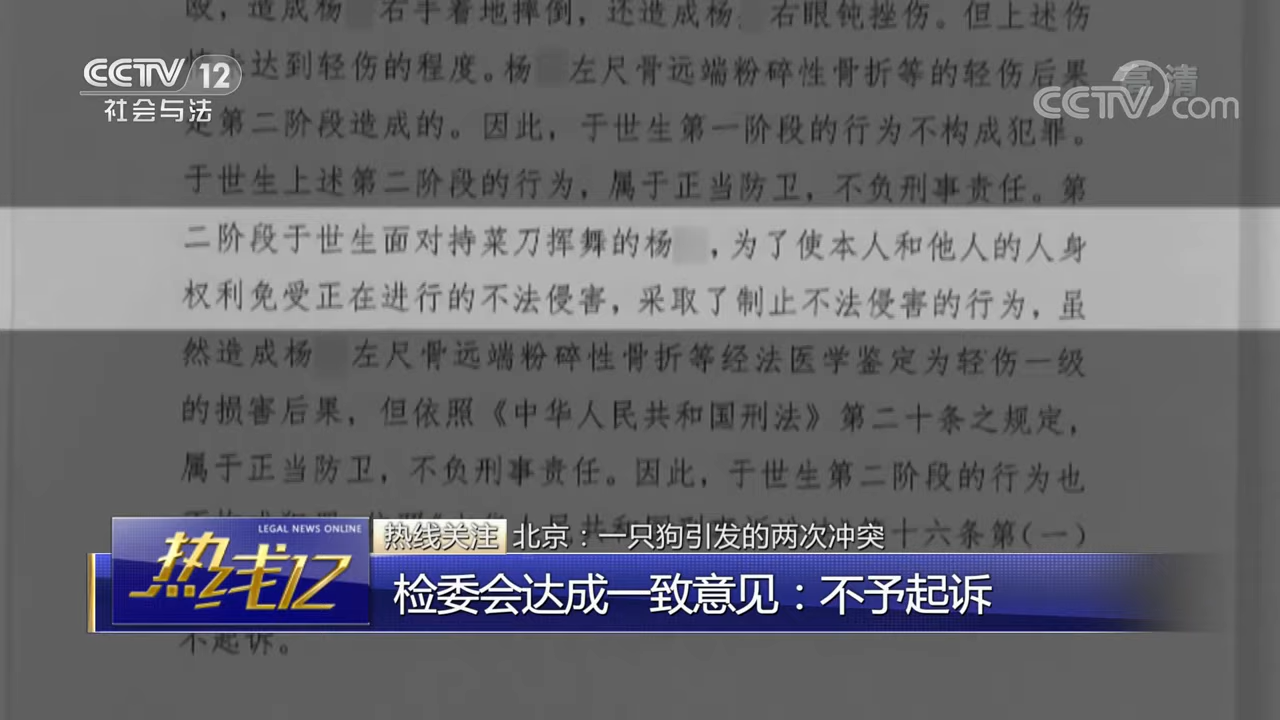 殴，造成杨 右手着地摔倒，还造成杨 右眼钝挫伤。但上述伤
达到轻伤的程度。杨 左尺骨远端粉碎性骨折等的轻伤后果
是第二阶段造成的。因此，于世生第一阶段的行为不构成犯罪。
于世生上述第二阶段的行为，属于正当防卫，不负刑事责任。第
二阶段于世生面对持菜刀挥舞的杨 ，为了使本人和他人的人身
权利免受正在进行的不法侵害，采取了制止不法侵害的行为，虽
然造成杨 左尺骨远端粉碎性骨折等经法医学鉴定为轻伤一级
的损害后果，但依照《中华人民共和国刑法》第二十条之规定，
属于正当防卫，不负刑事责任。因此，于世生第二阶段的行为也
十六条第(一)
不起诉。
CCTV 12
社会与法
高清
CCTV com
LEGAL NEWS ONLINE
热线12
热线关注 北京：一只狗引发的两次冲突
检委会达成一致意见：不予起诉